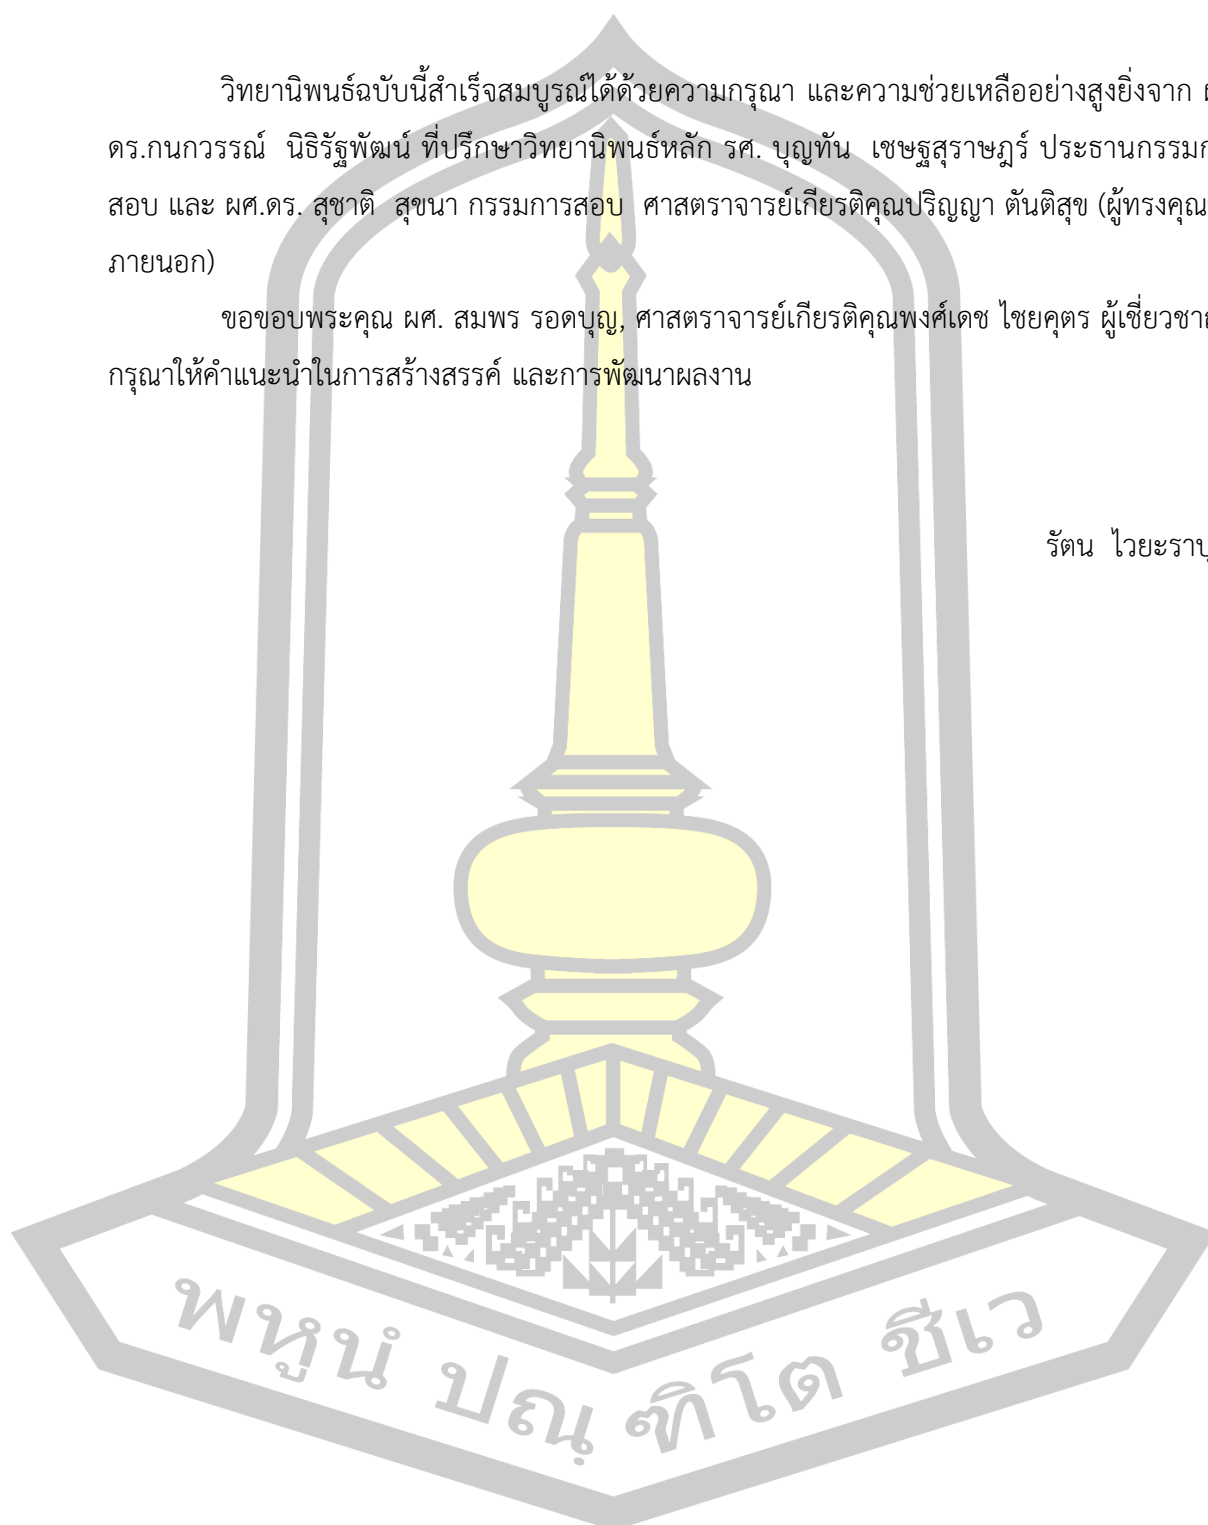 วิทยานิพนธ์ฉบับนี้สำเร็จสมบูรณ์ได้ด้วยความกรุณา และความช่วยเหลืออย่างสูงยิ่งจาก
ดร.กนกวรรณ์ นิธิรัฐพัฒน์ ที่ปรึกษาวิทยานิพนธ์หลัก รศ. บุญทัน เชษฐสุราษฎร์ ประธานกรรมก
สอบ และ ผศ.ดร. สุชาติ สุขนา กรรมการสอบ ศาสตราจารย์เกียรติคุณปริญญา ตันติสุข (ผู้ทรงคุณ
ภายนอก)
ขอขอบพระคุณ ผศ. สมพร รอดบุญ, ศาสตราจารย์เกียรติคุณพงศ์เดช ไชยคุตร ผู้เชี่ยวชา
กรุณาให้คำแนะนำในการสร้างสรรค์ และการพัฒนาผลงาน
รัตน ไวยะรา
พหูนํ ปณฺฑิโต ชีเว